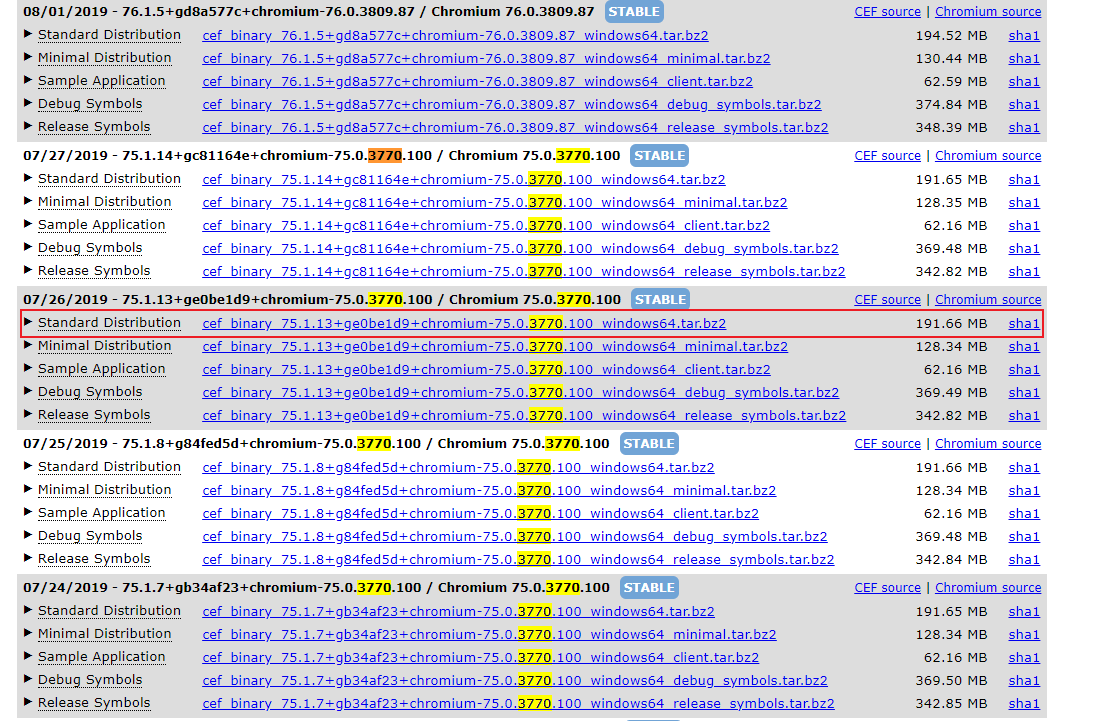 08/01/2019 - 76.1.5+gd8a577c+chromium-76.0.3809.87 / Chromium 76.0.3809.87 STABLE CEF source | Chromium source
Standard Distribution cef_binary_76.1.5+gd8a577c+chromium-76.0.3809.87_windows64.tar.bz2 194.52 MB sha1
Minimal Distribution cef_binary_76.1.5+gd8a577c+chromium-76.0.3809.87_windows64_minimal.tar.bz2 130.44 MB sha1
Sample Application cef_binary_76.1.5+gd8a577c+chromium-76.0.3809.87_windows64_client.tar.bz2 62.59 MB sha1
Debug Symbols cef_binary_76.1.5+gd8a577c+chromium-76.0.3809.87_windows64_debug_symbols.tar.bz2 374.84 MB sha1
Release Symbols cef_binary_76.1.5+gd8a577c+chromium-76.0.3809.87_windows64_release_symbols.tar.bz2 348.39 MB sha1
07/27/2019 - 75.1.14+gc81164e+chromium-75.0.3770.100 / Chromium 75.0.3770.100 STABLE CEF source | Chromium source
Standard Distribution cef_binary_75.1.14+gc81164e+chromium-75.0.3770.100_windows64.tar.bz2 191.65 MB sha1
Minimal Distribution cef_binary_75.1.14+gc81164e+chromium-75.0.3770.100_windows64_minimal.tar.bz2 128.35 MB sha1
Sample Application cef_binary_75.1.14+gc81164e+chromium-75.0.3770.100_windows64_client.tar.bz2 62.16 MB sha1
Debug Symbols cef_binary_75.1.14+gc81164e+chromium-75.0.3770.100_windows64_debug_symbols.tar.bz2 369.48 MB sha1
Release Symbols cef_binary_75.1.14+gc81164e+chromium-75.0.3770.100_windows64_release_symbols.tar.bz2 342.82 MB sha1
07/26/2019 - 75.1.13+ge0be1d9+chromium-75.0.3770.100 / Chromium 75.0.3770.100 STABLE CEF source | Chromium source
Standard Distribution cef_binary_75.1.13+ge0be1d9+chromium-75.0.3770.100_windows64.tar.bz2 191.66 MB sha1
Minimal Distribution cef_binary_75.1.13+ge0be1d9+chromium-75.0.3770.100_windows64_minimal.tar.bz2 128.34 MB sha1
Sample Application cef_binary_75.1.13+ge0be1d9+chromium-75.0.3770.100_windows64_client.tar.bz2 62.16 MB sha1
Debug Symbols cef_binary_75.1.13+ge0be1d9+chromium-75.0.3770.100_windows64_debug_symbols.tar.bz2 369.49 MB sha1
Release Symbols cef_binary_75.1.13+ge0be1d9+chromium-75.0.3770.100_windows64_release_symbols.tar.bz2 342.82 MB sha1
07/25/2019 - 75.1.8+g84fed5d+chromium-75.0.3770.100 / Chromium 75.0.3770.100 STABLE CEF source | Chromium source
Standard Distribution cef_binary_75.1.8+g84fed5d+chromium-75.0.3770.100_windows64.tar.bz2 191.66 MB sha1
Minimal Distribution cef_binary_75.1.8+g84fed5d+chromium-75.0.3770.100_windows64_minimal.tar.bz2 128.34 MB sha1
Sample Application cef_binary_75.1.8+g84fed5d+chromium-75.0.3770.100_windows64_client.tar.bz2 62.16 MB sha1
Debug Symbols cef_binary_75.1.8+g84fed5d+chromium-75.0.3770.100_windows64_debug_symbols.tar.bz2 369.48 MB sha1
Release Symbols cef_binary_75.1.8+g84fed5d+chromium-75.0.3770.100_windows64_release_symbols.tar.bz2 342.84 MB sha1
07/24/2019 - 75.1.7+gb34af23+chromium-75.0.3770.100 / Chromium 75.0.3770.100 STABLE CEF source | Chromium source
Standard Distribution cef_binary_75.1.7+gb34af23+chromium-75.0.3770.100_windows64.tar.bz2 191.65 MB sha1
Minimal Distribution cef_binary_75.1.7+gb34af23+chromium-75.0.3770.100_windows64_minimal.tar.bz2 128.34 MB sha1
Sample Application cef_binary_75.1.7+gb34af23+chromium-75.0.3770.100_windows64_client.tar.bz2 62.16 MB sha1
Debug Symbols cef_binary_75.1.7+gb34af23+chromium-75.0.3770.100_windows64_debug_symbols.tar.bz2 369.50 MB sha1
Release Symbols cef_binary_75.1.7+gb34af23+chromium-75.0.3770.100_windows64_release_symbols.tar.bz2 342.85 MB sha1